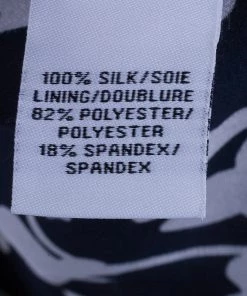 100% SILK/SOIE
LINING/DOUBLURE
82% POLYESTER/
POLYESTER
18% SPANDEX/
SPANDEX